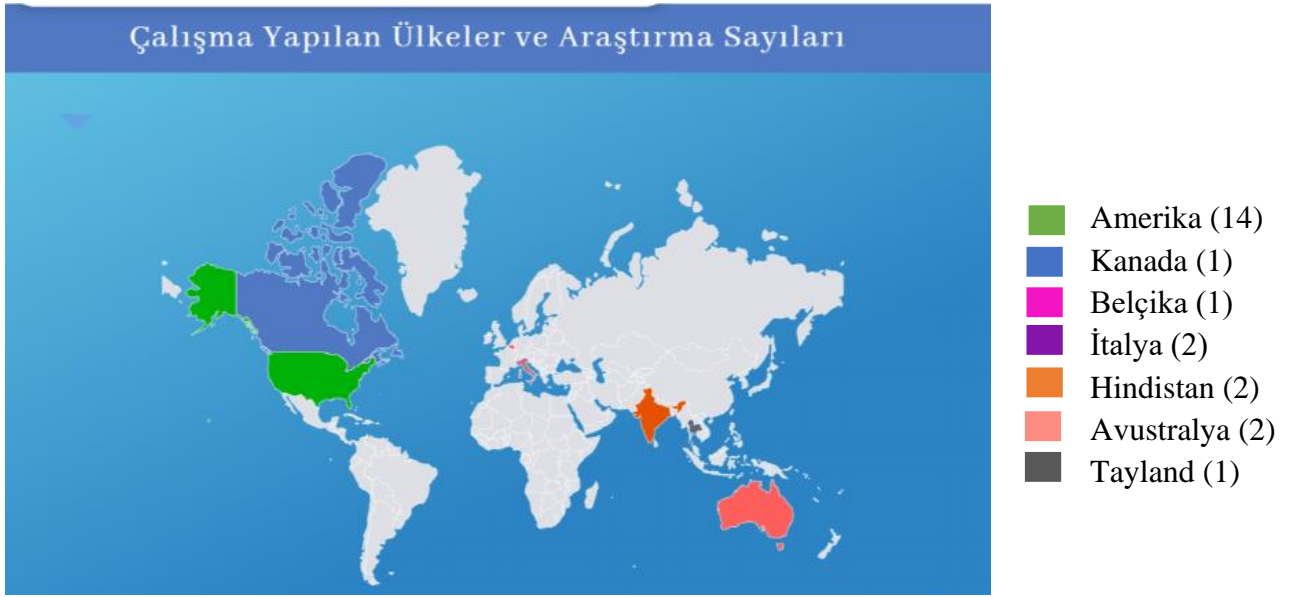 Çalışma Yapılan Ülkeler ve Araştırma Sayıları
Amerika (14)
Kanada (1)
Belçika (1)
İtalya (2)
Hindistan (2)
Avustralya (2)
Tayland (1)